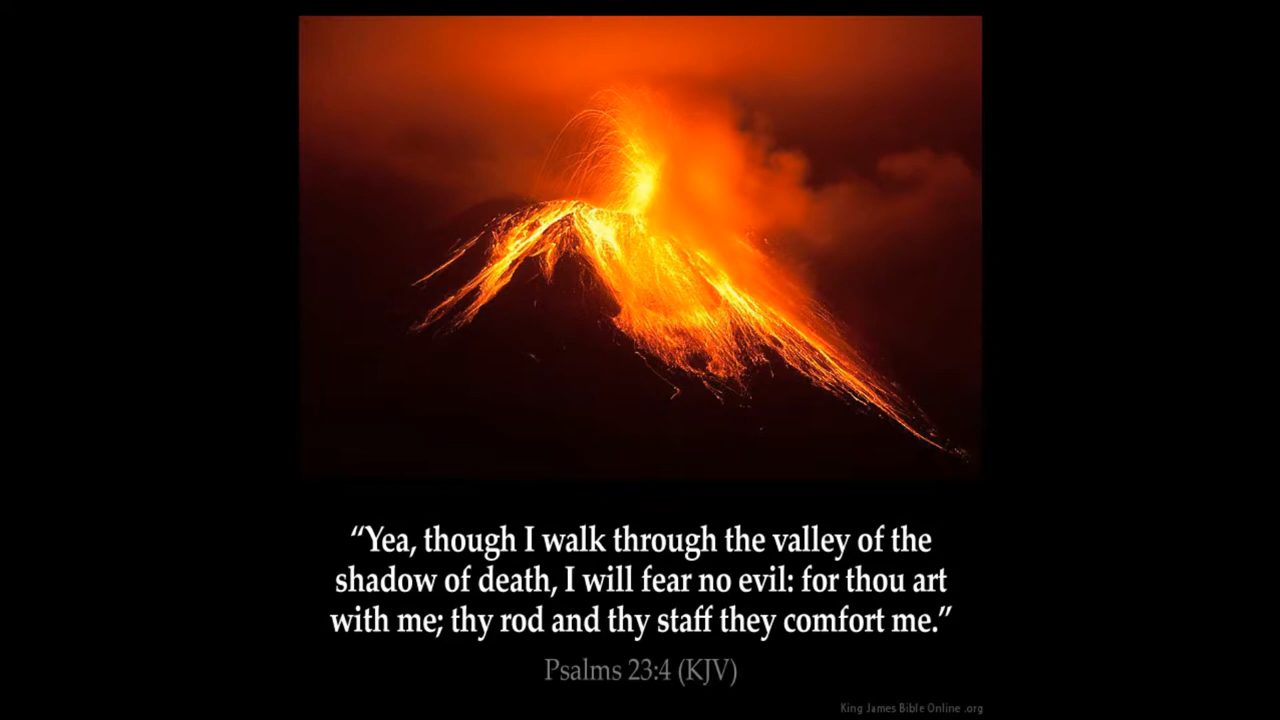 “Yea, though I walk through the valley of the
shadow of death, I will fear no evil: for thou art
with me; thy rod and thy staff they comfort me.”
Psalms 23:4 (KJV)
King James Bible Online .org